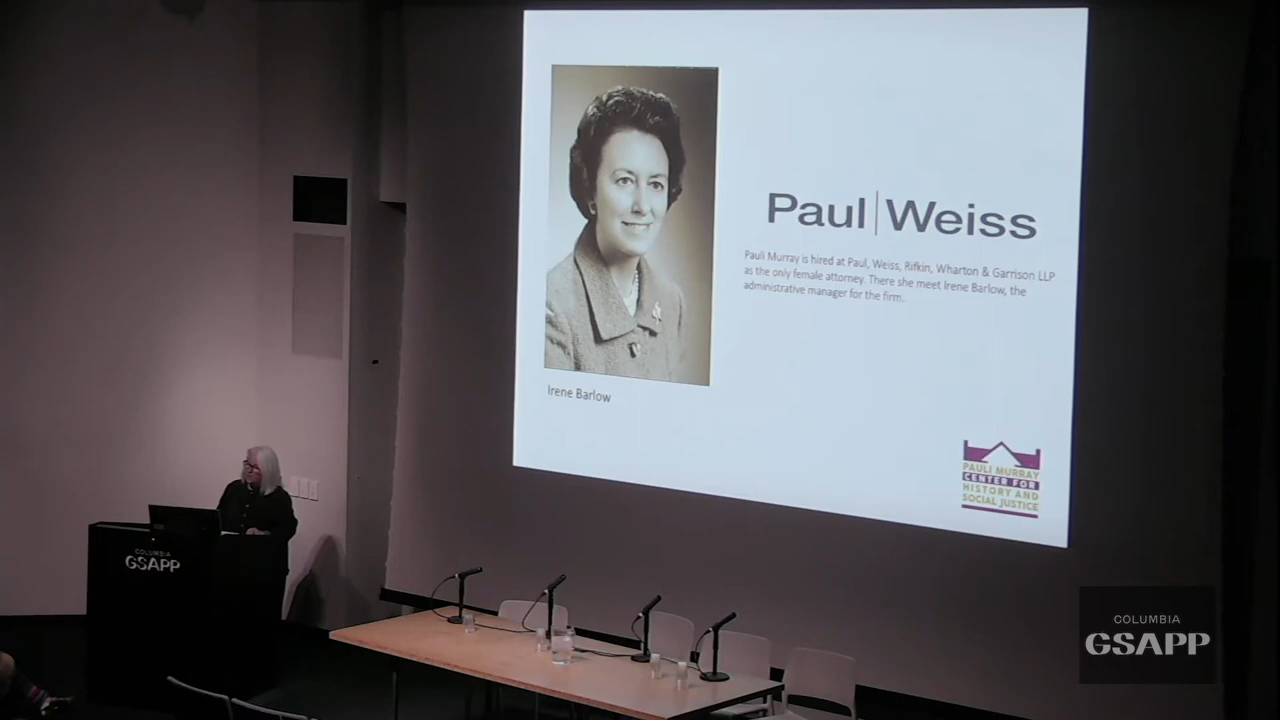 Paul|Weiss
Pauli Murray is hired at Paul, Weiss, Rifkin, Wharton & Garrison LLP
as the only female attorney. There she meet Irene Barlow, the
administrative manager for the firm.
Irene Barlow
PAULI MURRAY
CENTER FOR
HISTORY AND
SOCIAL JUSTICE
COLUMBIA
GSAPP
COLUMBIA
GSAPP